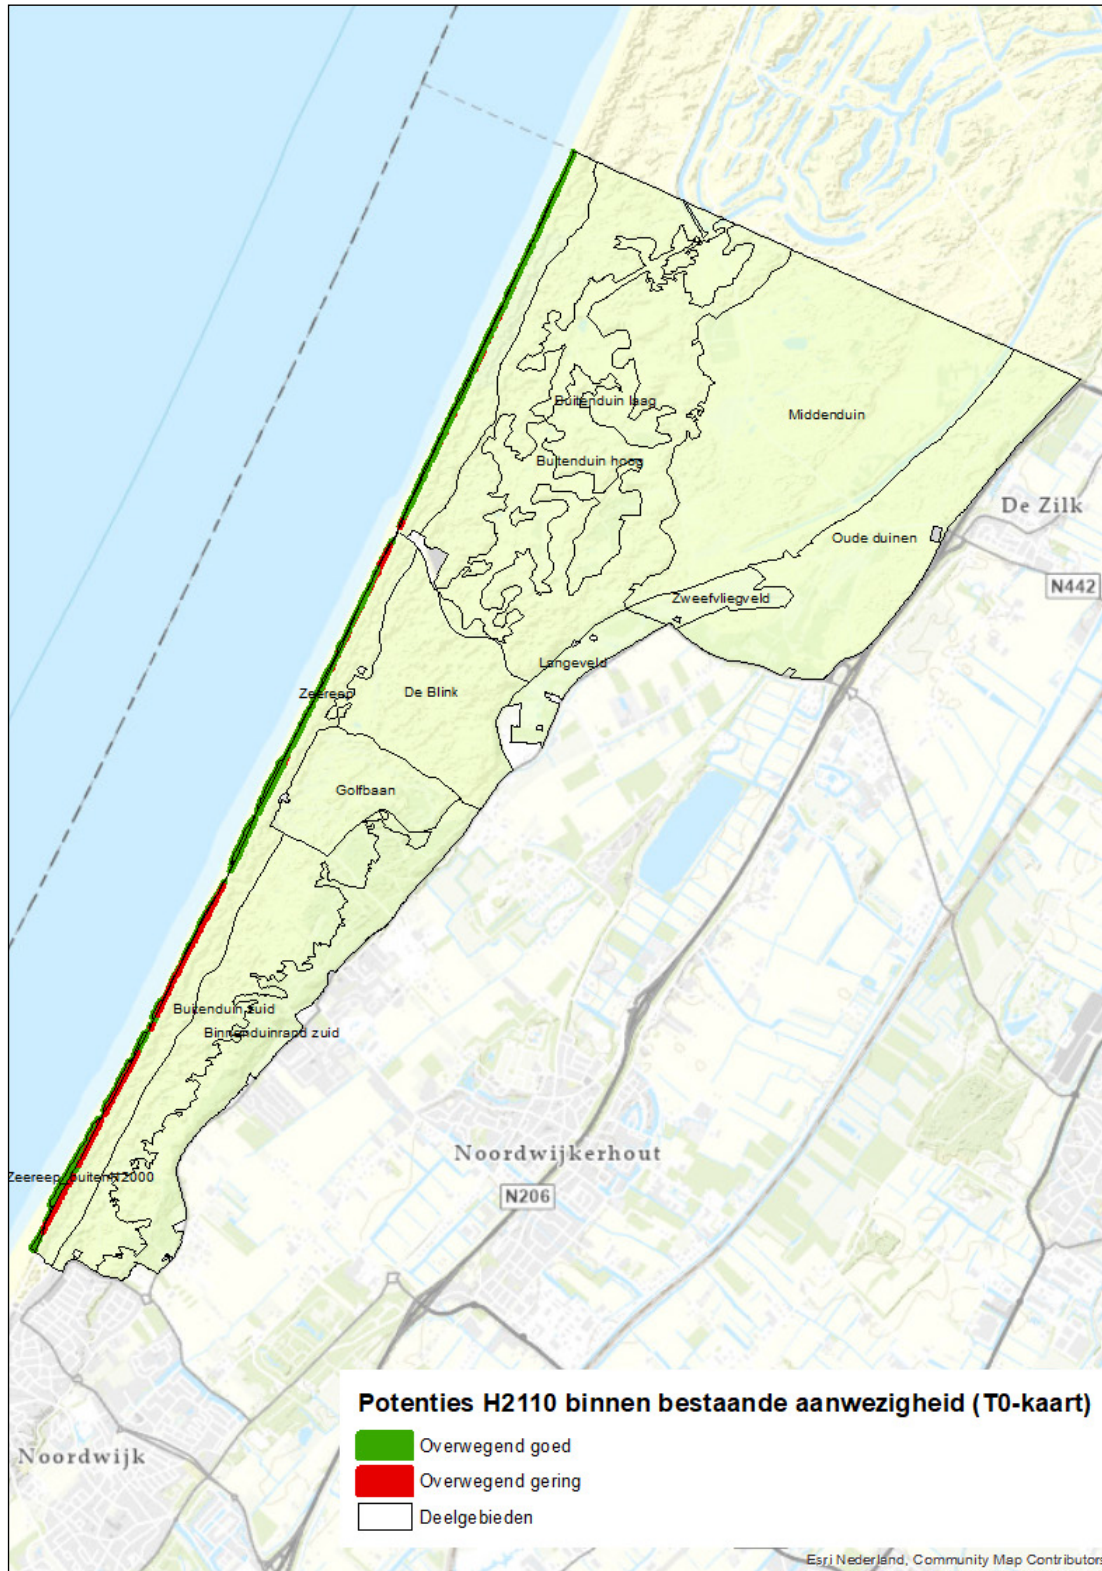 Buitenduin laag
Middenduin
Buitenduin hoog
De Zilk
Oude duinen
N442
Zweefvliegveld
Langeveld
De Blink
Zeereep
Golfbaan
Buitenduin zuid
Binnenduinrand zuid
Noordwijkerhout
Zeereep_buitenN2000
N206
Potenties H2110 binnen bestaande aanwezigheid (T0-kaart)
Overwegend goed
Noordwijk
Overwegend gering
Deelgebieden
Esri Nederland, Community Map Contributors